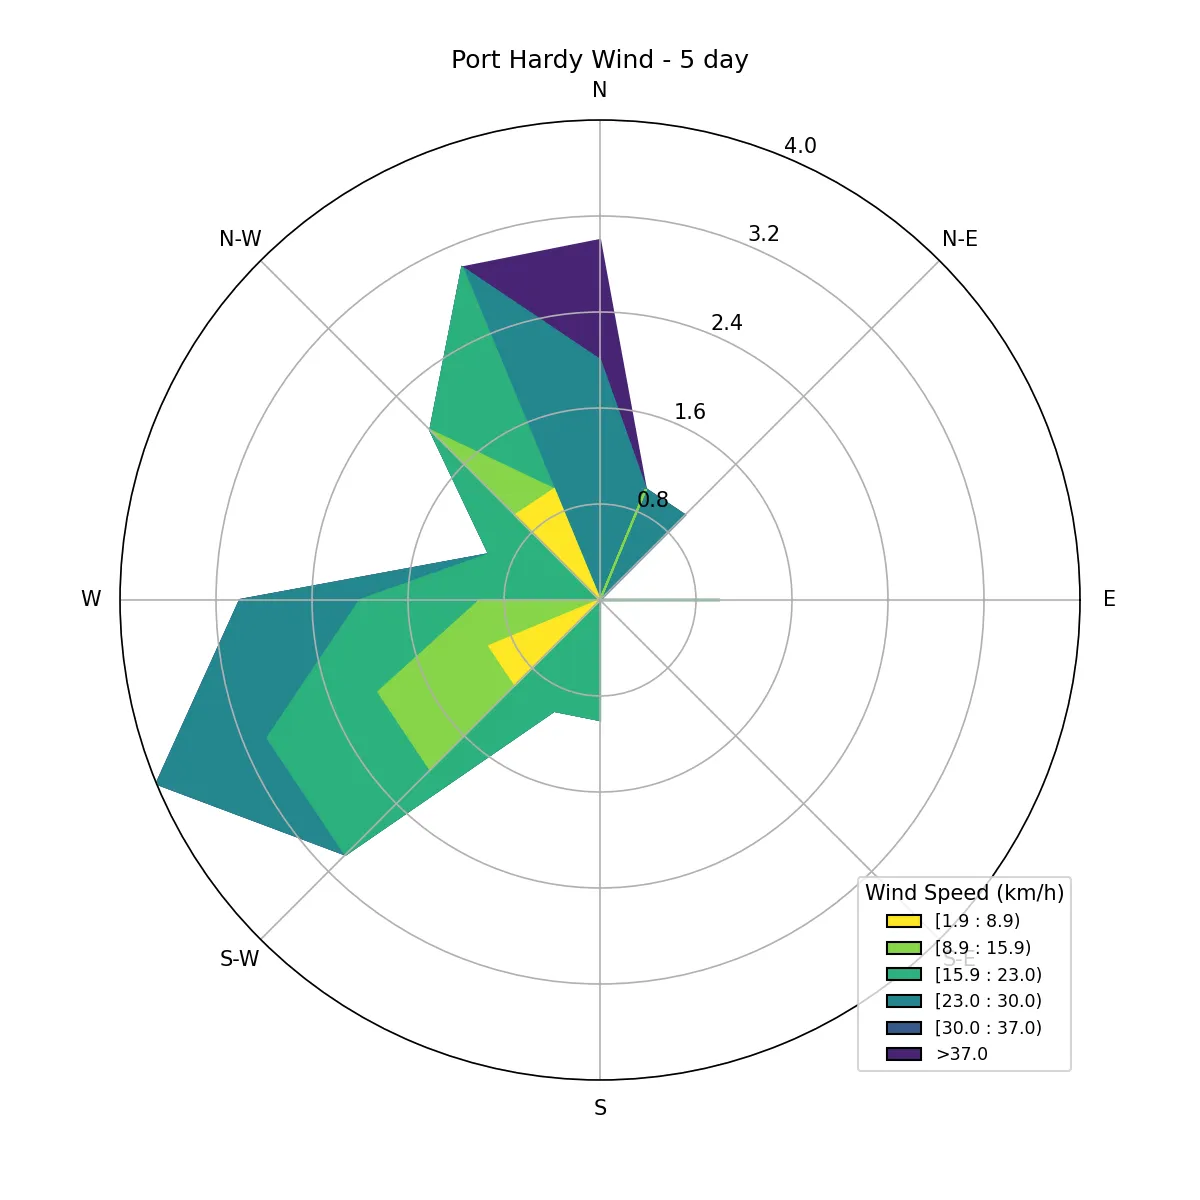 Port Hardy Wind - 5 day
N
4.0
3.2
N-W
N-E
2.4
1.6
0.8
W
E
S-W
S-E
Wind Speed (km/h)
[1.9 : 8.9)
[8.9 : 15.9)
[15.9 : 23.0)
[23.0 : 30.0)
[30.0 : 37.0)
>37.0
S